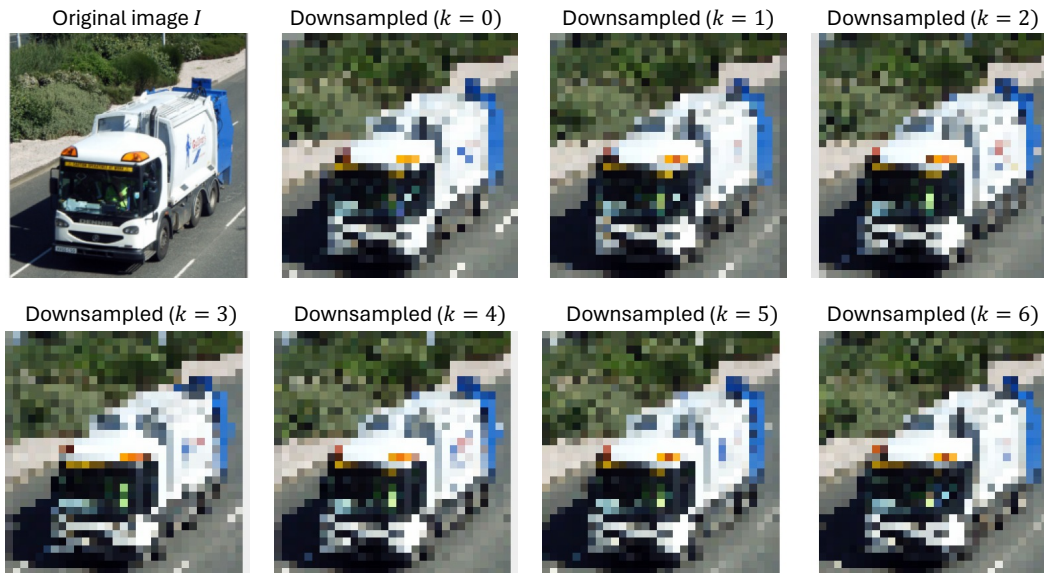 Original image I
Downsampled (k = 0)
Downsampled (k = 1)
Downsampled (k = 2)
Downsampled (k = 3)
Downsampled (k = 4)
Downsampled (k = 5)
Downsampled (k = 6)